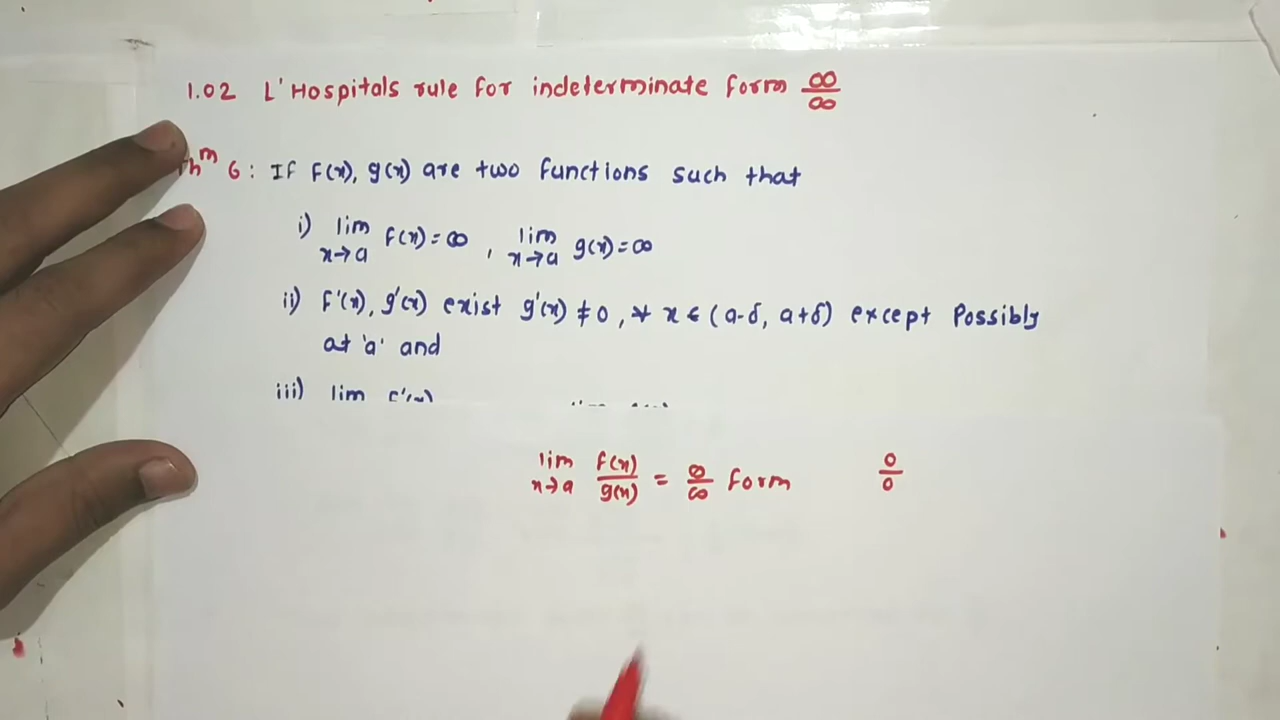 1.02 L'Hospitals rule for indeterminate form ∞/∞
Thᵐ 6: If f(x), g(x) are two functions such that
i) lim x→a f(x)=∞, lim x→a g(x)=∞
ii) f'(x), g'(x) exist g'(x)≠0, ∀ x ∈ (a-δ, a+δ) except possibly
at 'a' and
iii) lim f'(x)
lim x→a f(x)/g(x) = ∞/∞ form 0/0